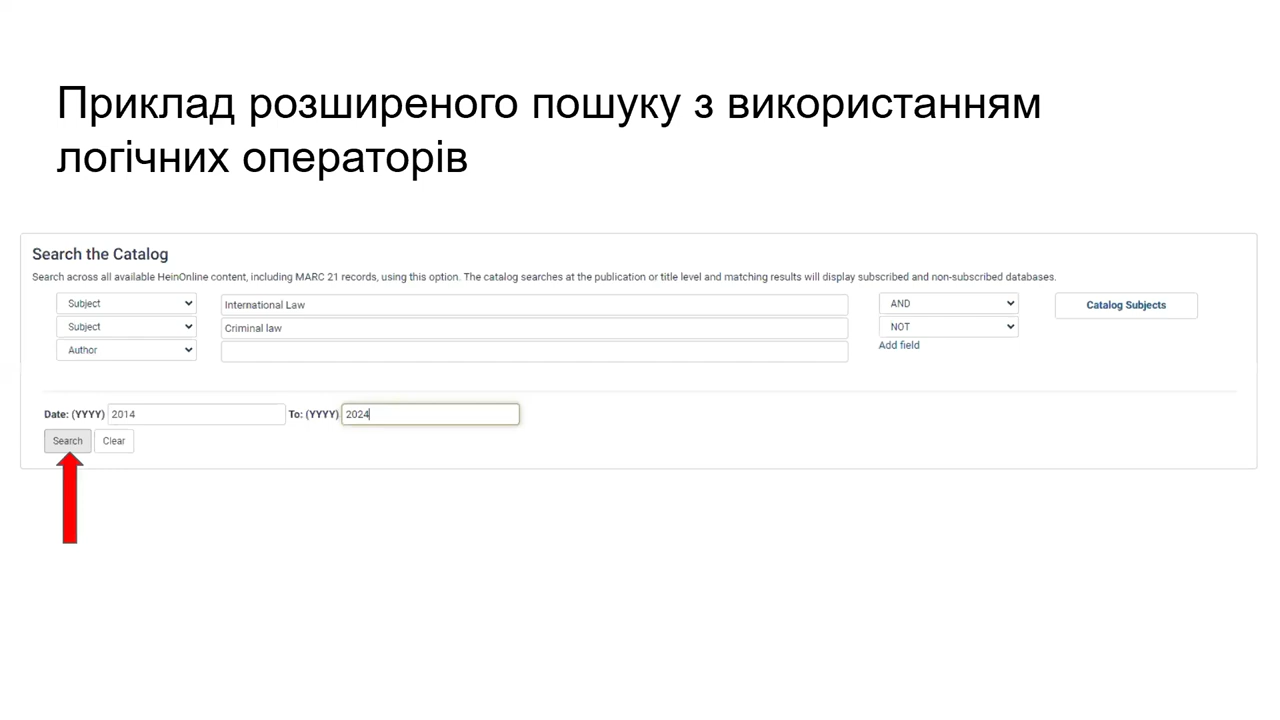 Приклад розширеного пошуку з використанням
логічних операторів
Search the Catalog
Search across all available HeinOnline content, including MARC 21 records, using this option. The catalog searches at the publication or title level and matching results will display subscribed and non-subscribed databases.
Subject International Law AND Catalog Subjects
Subject Criminal law NOT
Author Add field
Date: (YYYY) 2014 To: (YYYY) 2024
Search Clear